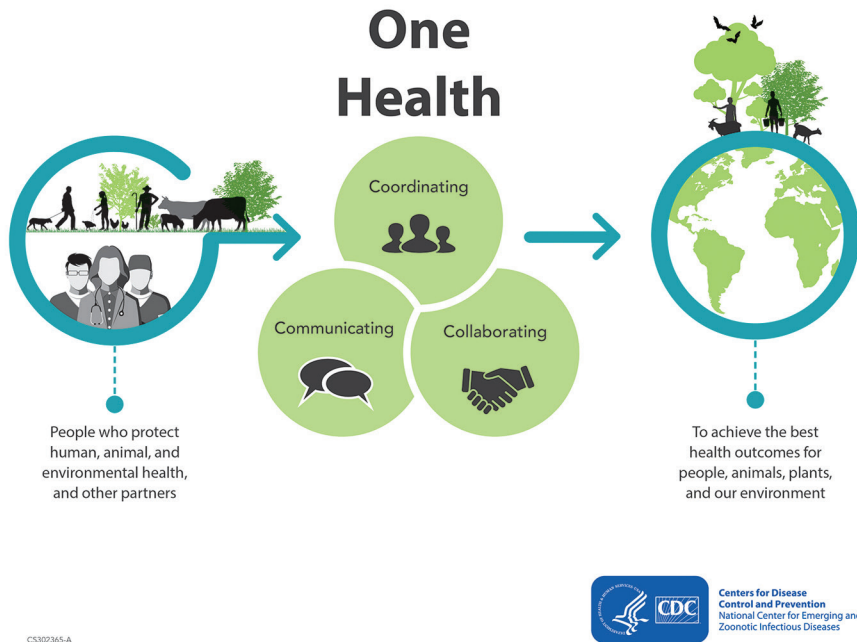 One
Health
Coordinating
Communicating
Collaborating
People who protect
human, animal, and
environmental health,
and other partners
To achieve the best
health outcomes for
people, animals, plants,
and our environment
CDC
Centers for Disease
Control and Prevention
National Center for Emerging and
Zoonotic Infectious Diseases
CS302365-A